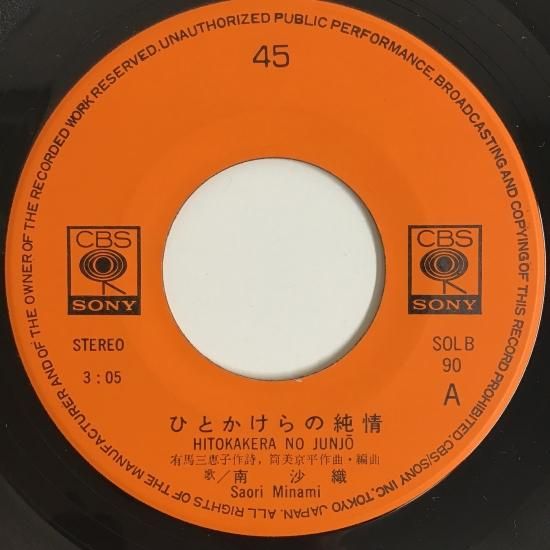 MANUFACTURER AND OF THE OWNER OF THE RECORDED WORK RESERVED. UNAUTHORIZED PUBLIC PERFORMANCE, BROADCASTING AND COPYING OF THIS RECORD PROHIBITED. CBS/SONY INC. TOKYO JAPAN. ALL RIGHTS OF THE
45
CBS
SONY
CBS
SONY
STEREO
3:05
SOLB
90
A
ひとかけらの純情
HITOKAKERA NO JUNJŌ
有馬三恵子作詩，筒美京平作曲・編曲
歌／南 沙 織
Saori Minami